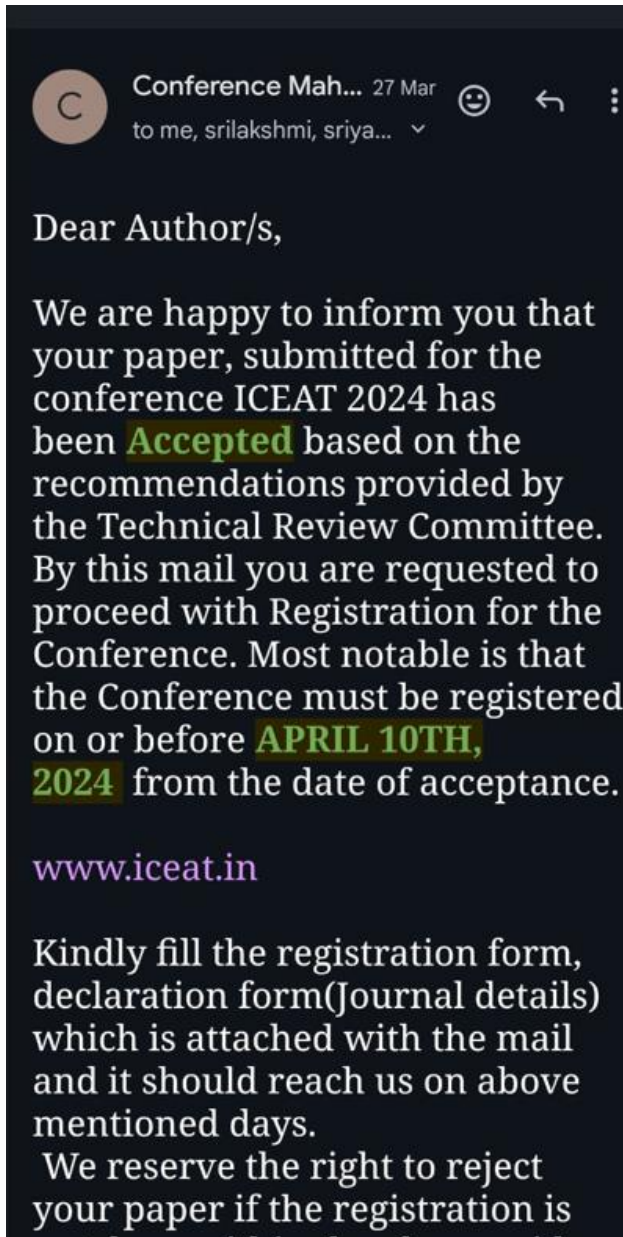 C
Conference Mah... 27 Mar
to me, srilakshmi, sriya...
Dear Author/s,
We are happy to inform you that
your paper, submitted for the
conference ICEAT 2024 has
been Accepted based on the
recommendations provided by
the Technical Review Committee.
By this mail you are requested to
proceed with Registration for the
Conference. Most notable is that
the Conference must be registered
on or before APRIL 10TH,
2024 from the date of acceptance.
www.iceat.in
Kindly fill the registration form,
declaration form(Journal details)
which is attached with the mail
and it should reach us on above
mentioned days.
We reserve the right to reject
your paper if the registration is